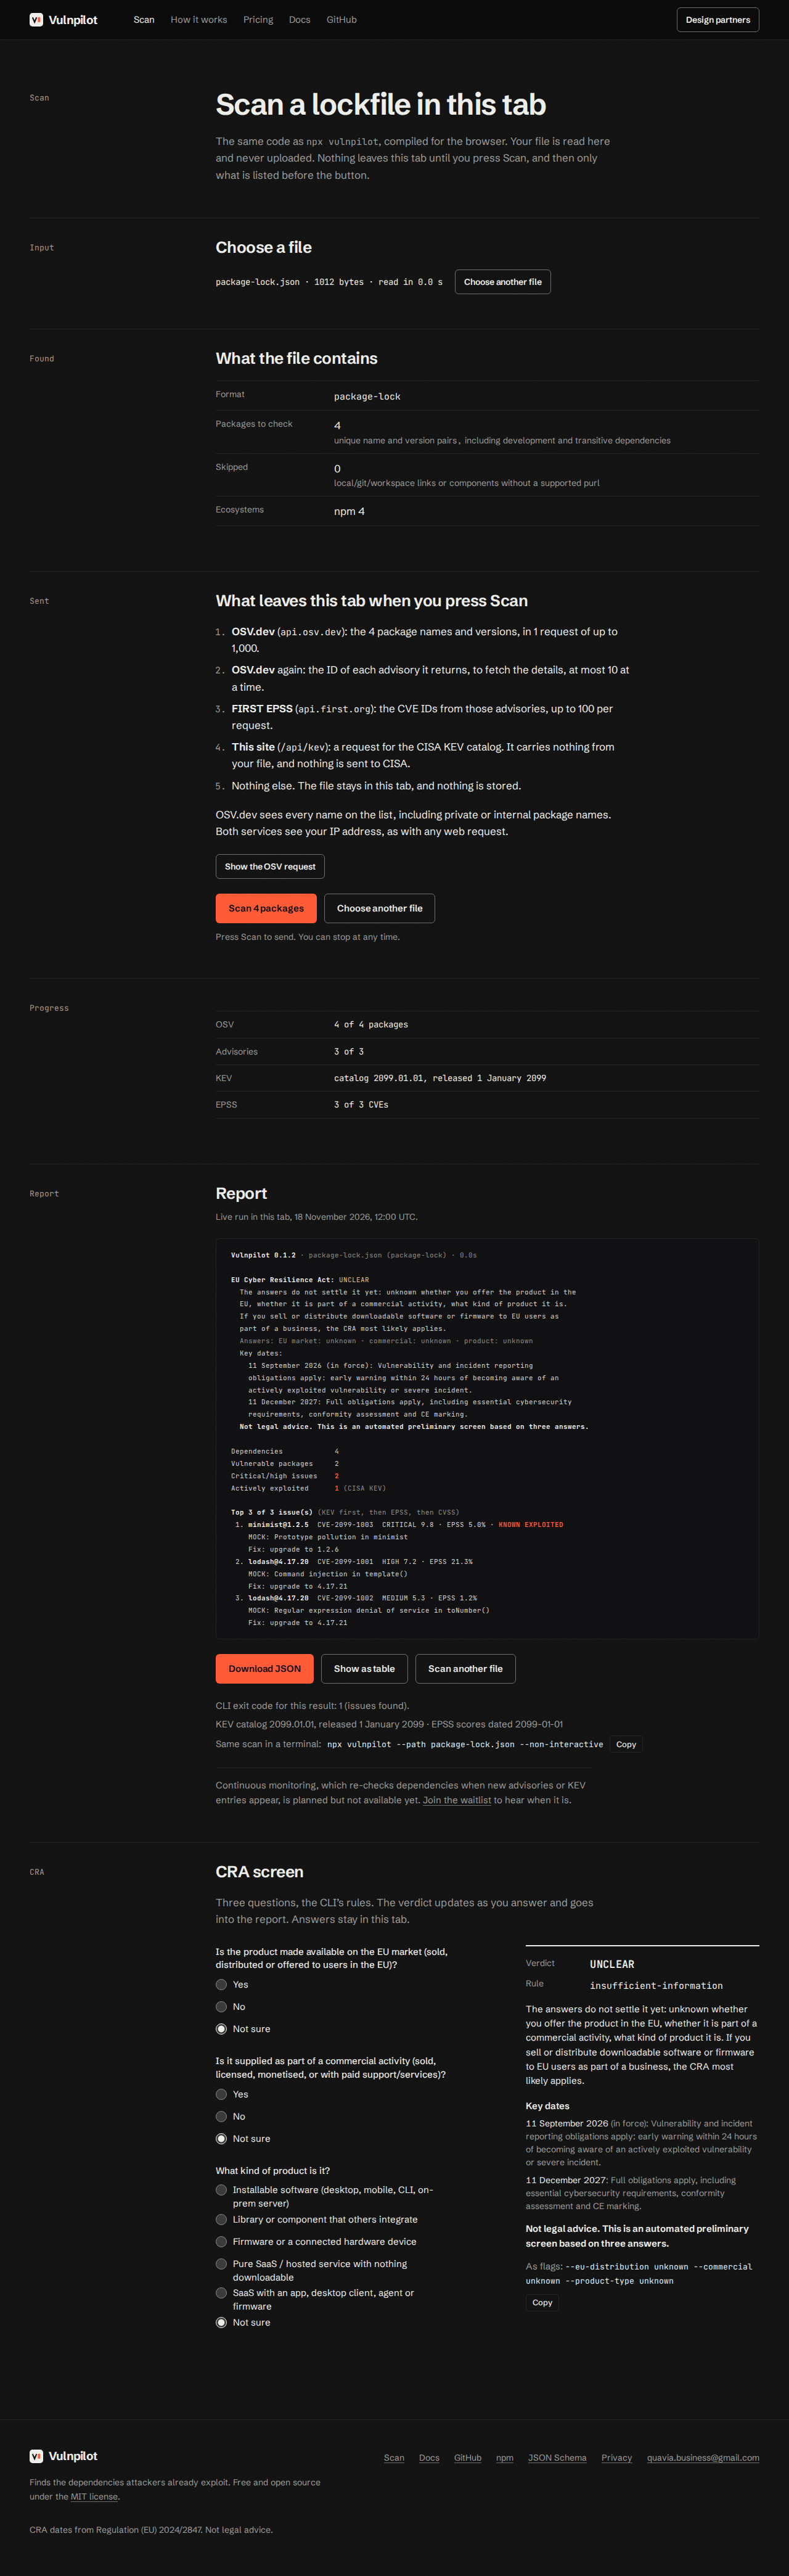 Vulnpilot Scan How it works Pricing Docs GitHub Design partners
Scan
Scan a lockfile in this tab
The same code as npx vulnpilot, compiled for the browser. Your file is read here
and never uploaded. Nothing leaves this tab until you press Scan, and then only
what is listed before the button.
Input
Choose a file
package-lock.json · 1012 bytes · read in 0.0 s Choose another file
Found
What the file contains
Format package-lock
Packages to check 4
unique name and version pairs, including development and transitive dependencies
Skipped 0
local/git/workspace links or components without a supported purl
Ecosystems npm 4
Sent
What leaves this tab when you press Scan
1. OSV.dev (api.osv.dev): the 4 package names and versions, in 1 request of up to
1,000.
2. OSV.dev again: the ID of each advisory it returns, to fetch the details, at most 10 at
a time.
3. FIRST EPSS (api.first.org): the CVE IDs from those advisories, up to 100 per
request.
4. This site (/api/kev): a request for the CISA KEV catalog. It carries nothing from
your file, and nothing is sent to CISA.
5. Nothing else. The file stays in this tab, and nothing is stored.
OSV.dev sees every name on the list, including private or internal package names.
Both services see your IP address, as with any web request.
Show the OSV request
Scan 4 packages Choose another file
Press Scan to send. You can stop at any time.
Progress
OSV 4 of 4 packages
Advisories 3 of 3
KEV catalog 2099.01.01, released 1 January 2099
EPSS 3 of 3 CVEs
Report
Report
Live run in this tab, 18 November 2026, 12:00 UTC.
Vulnpilot 0.1.2 · package-lock.json (package-lock) · 0.0s
EU Cyber Resilience Act: UNCLEAR
The answers do not settle it yet: unknown whether you offer the product in the
EU, whether it is part of a commercial activity, what kind of product it is.
If you sell or distribute downloadable software or firmware to EU users as
part of a business, the CRA most likely applies.
Answers: EU market: unknown · commercial: unknown · product: unknown
Key dates:
11 September 2026 (in force): Vulnerability and incident reporting
obligations apply: early warning within 24 hours of becoming aware of an
actively exploited vulnerability or severe incident.
11 December 2027: Full obligations apply, including essential cybersecurity
requirements, conformity assessment and CE marking.
Not legal advice. This is an automated preliminary screen based on three answers.
Dependencies 4
Vulnerable packages 2
Critical/high issues 2
Actively exploited 1 (CISA KEV)
Top 3 of 3 issue(s) (KEV first, then EPSS, then CVSS)
1. minimist@1.2.5 CVE-2099-1003 CRITICAL 9.8 · EPSS 5.0% · KNOWN EXPLOITED
MOCK: Prototype pollution in minimist
Fix: upgrade to 1.2.6
2. lodash@4.17.20 CVE-2099-1001 HIGH 7.2 · EPSS 21.3%
MOCK: Command injection in template()
Fix: upgrade to 4.17.21
3. lodash@4.17.20 CVE-2099-1002 MEDIUM 5.3 · EPSS 1.2%
MOCK: Regular expression denial of service in toNumber()
Fix: upgrade to 4.17.21
Download JSON Show as table Scan another file
CLI exit code for this result: 1 (issues found).
KEV catalog 2099.01.01, released 1 January 2099 · EPSS scores dated 2099-01-01
Same scan in a terminal: npx vulnpilot --path package-lock.json --non-interactive Copy
Continuous monitoring, which re-checks dependencies when new advisories or KEV
entries appear, is planned but not available yet. Join the waitlist to hear when it is.
CRA
CRA screen
Three questions, the CLI's rules. The verdict updates as you answer and goes
into the report. Answers stay in this tab.
Is the product made available on the EU market (sold,
distributed or offered to users in the EU)?
Yes
No
Not sure
Is it supplied as part of a commercial activity (sold,
licensed, monetised, or with paid support/services)?
Yes
No
Not sure
What kind of product is it?
Installable software (desktop, mobile, CLI, on-
prem server)
Library or component that others integrate
Firmware or a connected hardware device
Pure SaaS / hosted service with nothing
downloadable
SaaS with an app, desktop client, agent or
firmware
Not sure
Verdict UNCLEAR
Rule insufficient-information
The answers do not settle it yet: unknown whether
you offer the product in the EU, whether it is part of a
commercial activity, what kind of product it is. If you
sell or distribute downloadable software or firmware
to EU users as part of a business, the CRA most
likely applies.
Key dates
11 September 2026 (in force): Vulnerability and incident
reporting obligations apply: early warning within 24 hours
of becoming aware of an actively exploited vulnerability
or severe incident.
11 December 2027: Full obligations apply, including
essential cybersecurity requirements, conformity
assessment and CE marking.
Not legal advice. This is an automated preliminary
screen based on three answers.
As flags: --eu-distribution unknown --commercial
unknown --product-type unknown
Copy
Vulnpilot
Scan Docs GitHub npm JSON Schema Privacy quavia.business@gmail.com
Finds the dependencies attackers already exploit. Free and open source
under the MIT license.
CRA dates from Regulation (EU) 2024/2847. Not legal advice.